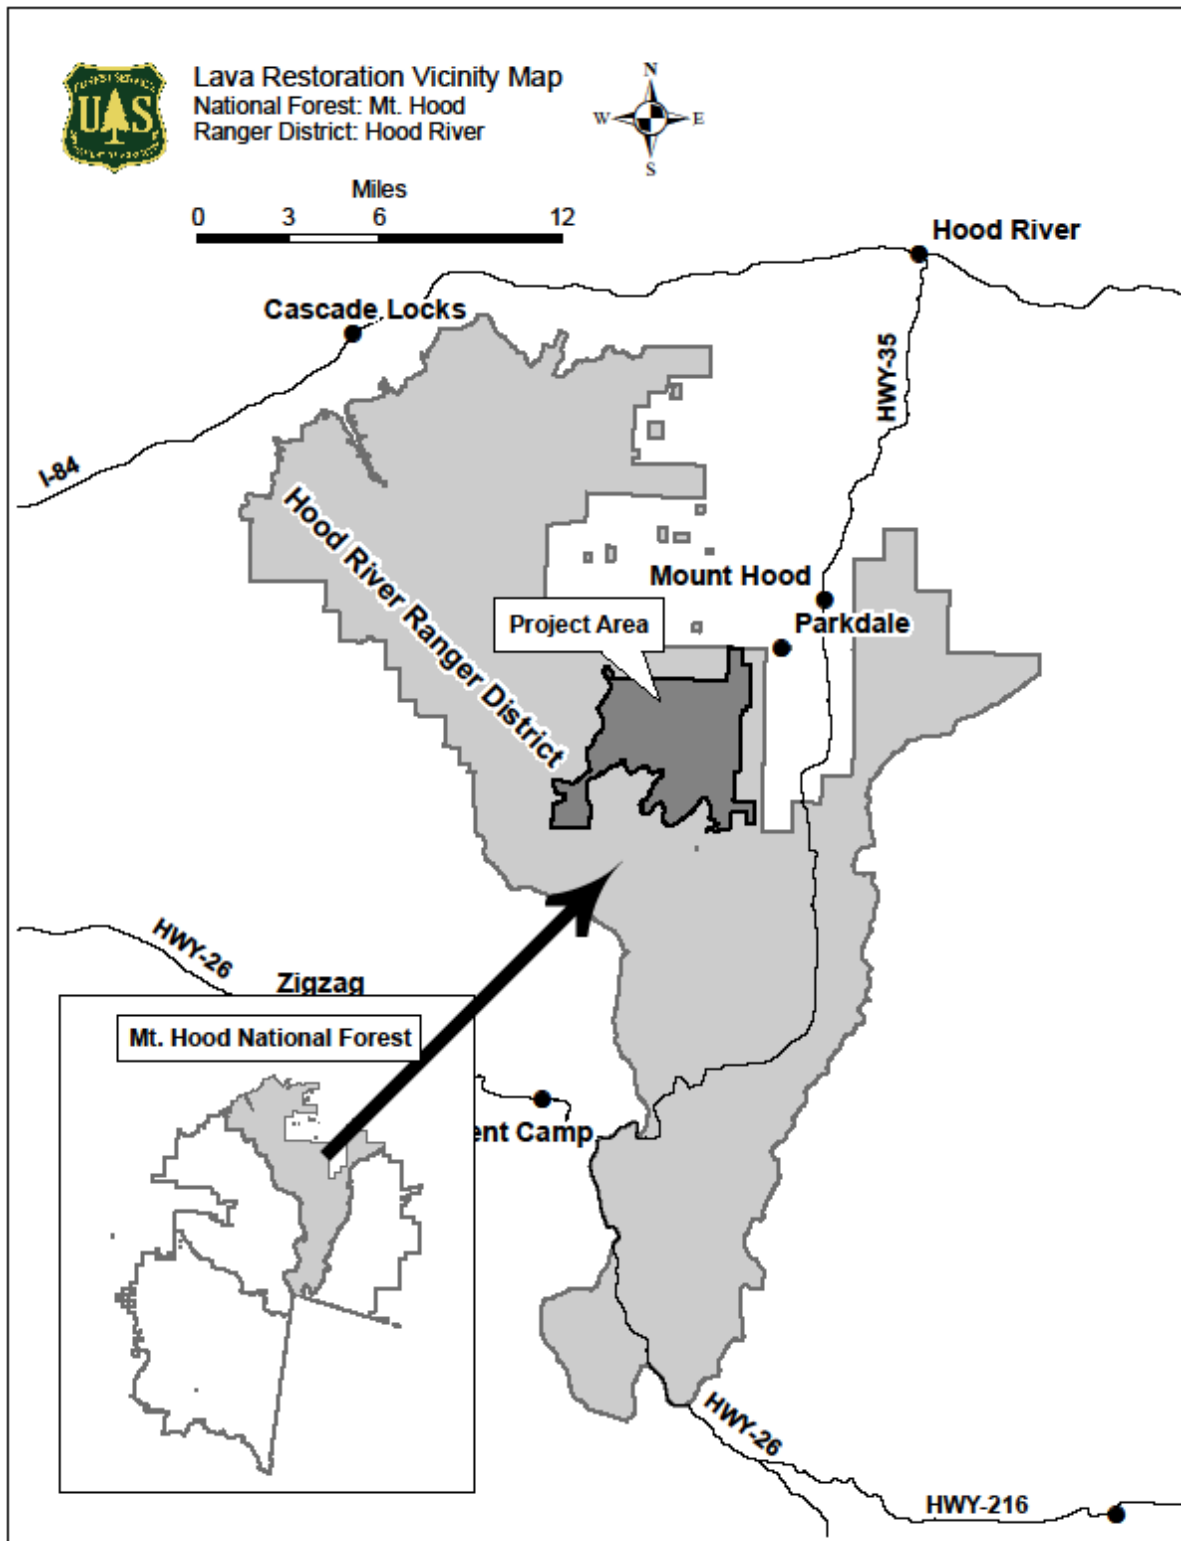 Lava Restoration Vicinity Map
National Forest: Mt. Hood
Ranger District: Hood River
FOREST SERVICE
U S
N
W E
S
Miles
0 3 6 12
Hood River
Cascade Locks
HWY-35
I-84
Hood River Ranger District
Mount Hood
Parkdale
Project Area
HWY-26
Zigzag
Mt. Hood National Forest
ent Camp
HWY-26
HWY-216